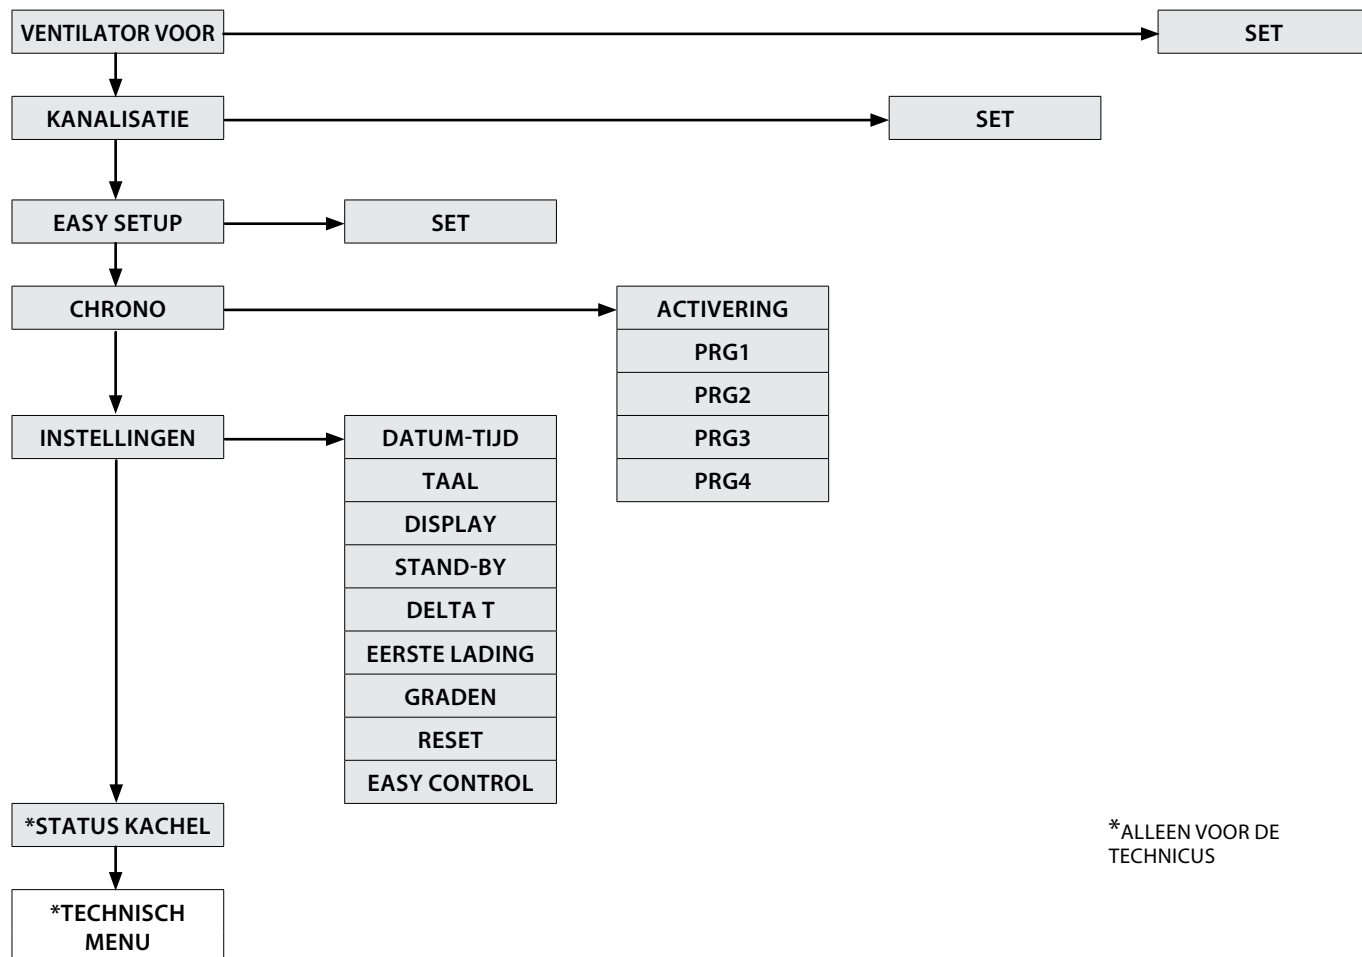 VENTILATOR VOOR
SET
KANALISATIE
SET
EASY SETUP
SET
CHRONO
ACTIVERING
PRG1
PRG2
PRG3
PRG4
INSTELLINGEN
DATUM-TIJD
TAAL
DISPLAY
STAND-BY
DELTA T
EERSTE LADING
GRADEN
RESET
EASY CONTROL
*STATUS KACHEL
*TECHNISCH
MENU
*ALLEEN VOOR DE
TECHNICUS